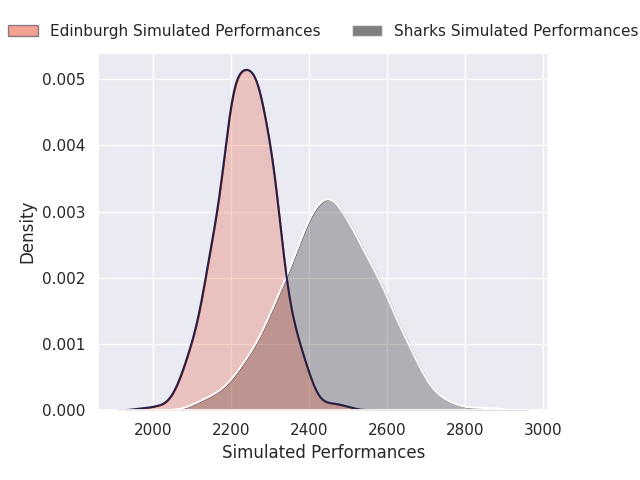 Edinburgh Simulated Performances Sharks Simulated Performances
0.005
0.004
0.003
0.002
0.001
0.000
Density
2000 2200 2400 2600 2800 3000
Simulated Performances